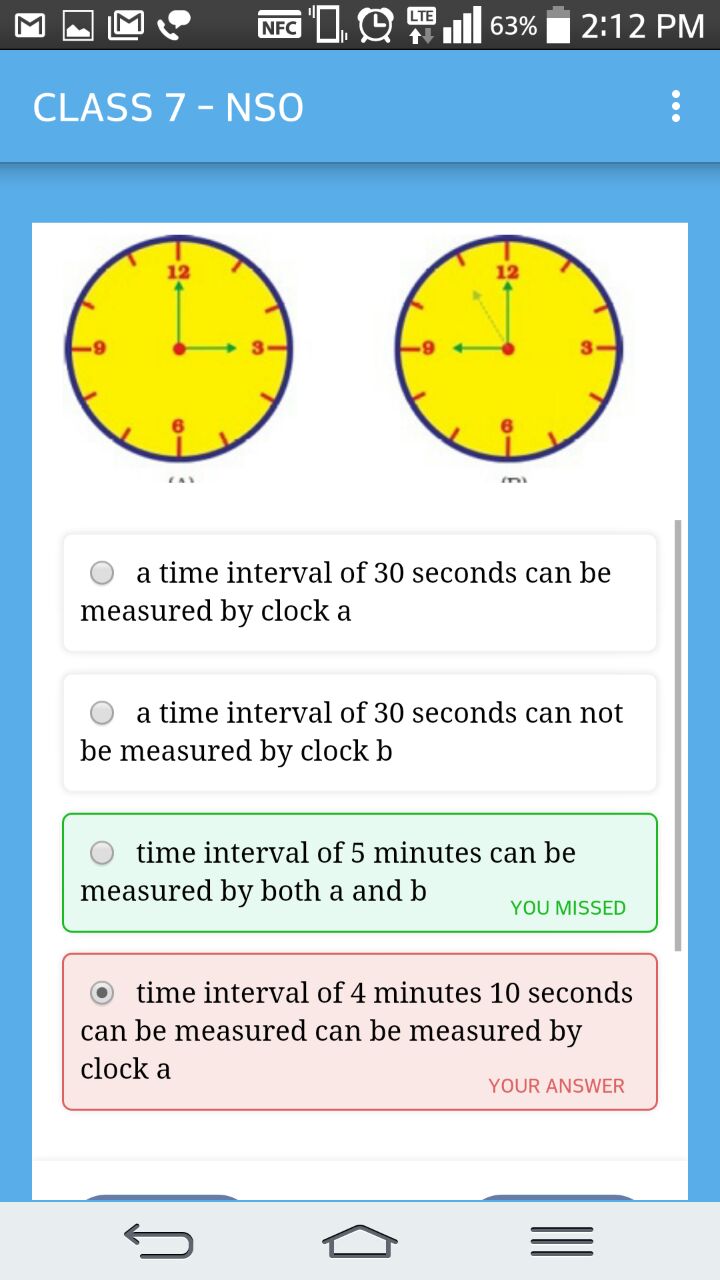 NFC LTE 63% 2:12 PM
CLASS 7 – NSO
12 12
9 3 9 3
6 6
a time interval of 30 seconds can be
measured by clock a
a time interval of 30 seconds can not
be measured by clock b
time interval of 5 minutes can be
measured by both a and b
YOU MISSED
time interval of 4 minutes 10 seconds
can be measured can be measured by
clock a
YOUR ANSWER